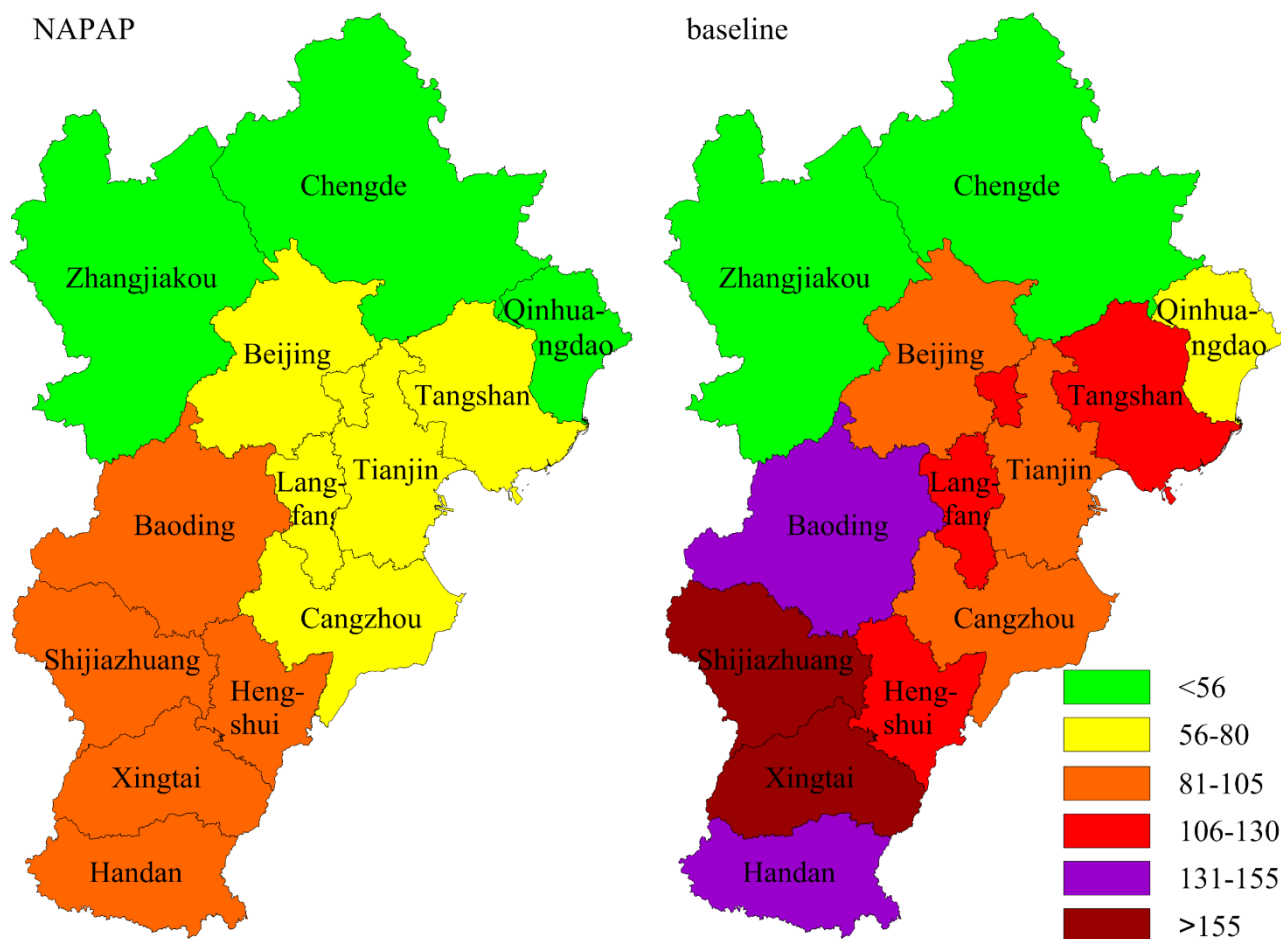 NAPAP
Chengde
Zhangjiakou
Qinhua-
ngdao
Beijing
Tangshan
Lang-
fang
Tianjin
Baoding
Cangzhou
Shijiazhuang
Heng-
shui
Xingtai
Handan
baseline
Chengde
Zhangjiakou
Qinhua-
ngdao
Beijing
Tangshan
Lang-
fang
Tianjin
Baoding
Cangzhou
Shijiazhuang
Heng-
shui
Xingtai
Handan
<56
56-80
81-105
106-130
131-155
>155